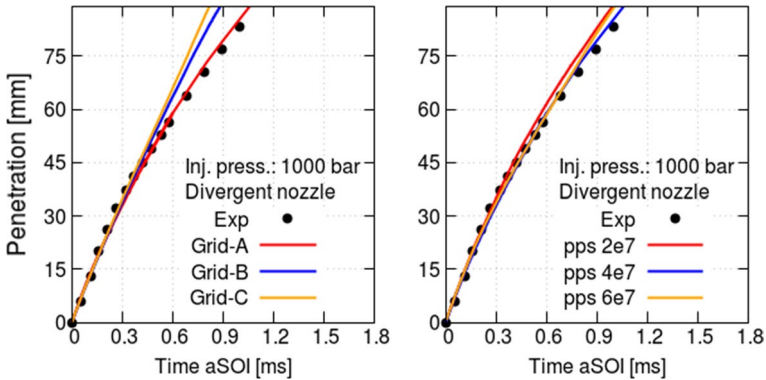 Penetration [mm]
75
60
45
30
15
0
Inj. press.: 1000 bar
Divergent nozzle
Exp
Grid-A
Grid-B
Grid-C
0 0.3 0.6 0.9 1.2 1.5 1.8
Time aSOI [ms]
75
60
45
30
15
0
Inj. press.: 1000 bar
Divergent nozzle
Exp
pps 2e7
pps 4e7
pps 6e7
0 0.3 0.6 0.9 1.2 1.5 1.8
Time aSOI [ms]